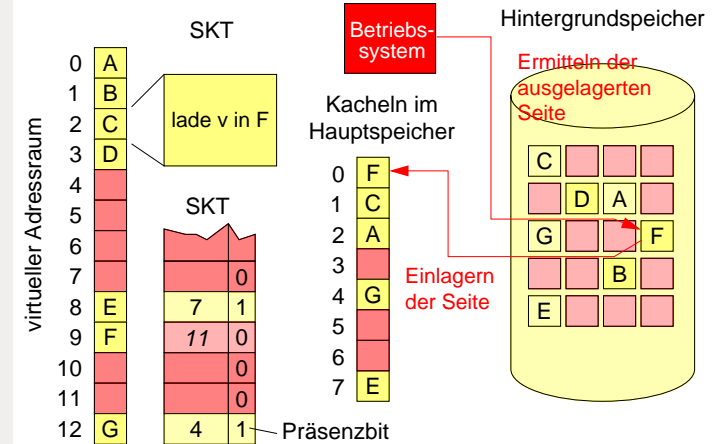 SKT
Betriebs-
system
Hintergrundspeicher
virtueller Adressraum
0 A
1 B
2 C
3 D
4
5
6
7
8 E
9 F
10
11
12 G
lade v in F
SKT
0
7 1
11 0
0
0
4 1
Präsenzbit
Kacheln im
Hauptspeicher
0 F
1 C
2 A
3
4 G
5
6
7 E
Einlagern
der Seite
Ermitteln der
ausgelagerten
Seite
C
D A
G F
B
E